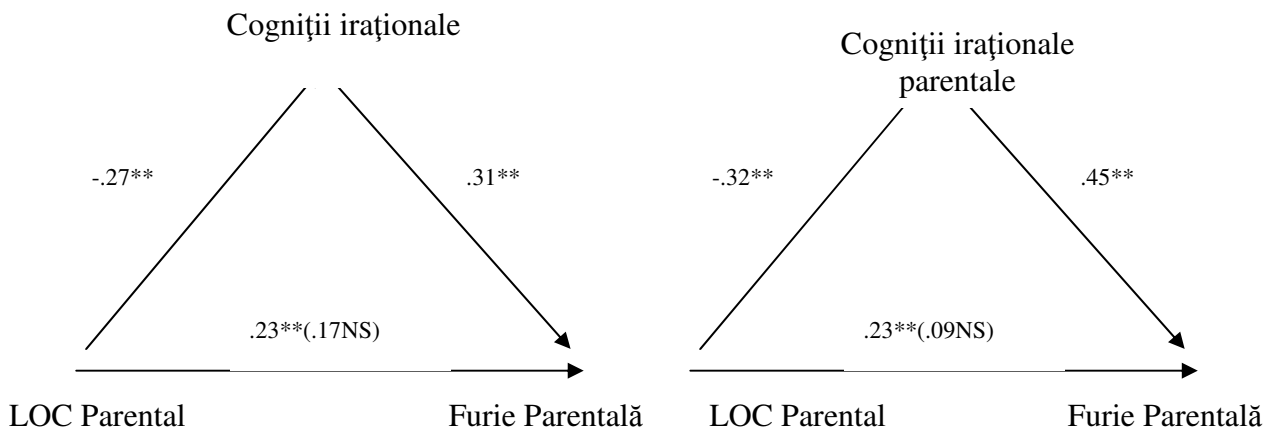 Cogniţii iraţionale
-.27**
.31**
.23**(.17NS)
LOC Parental
Furie Parentală
Cogniţii iraţionale
parentale
-.32**
.45**
.23**(.09NS)
LOC Parental
Furie Parentală